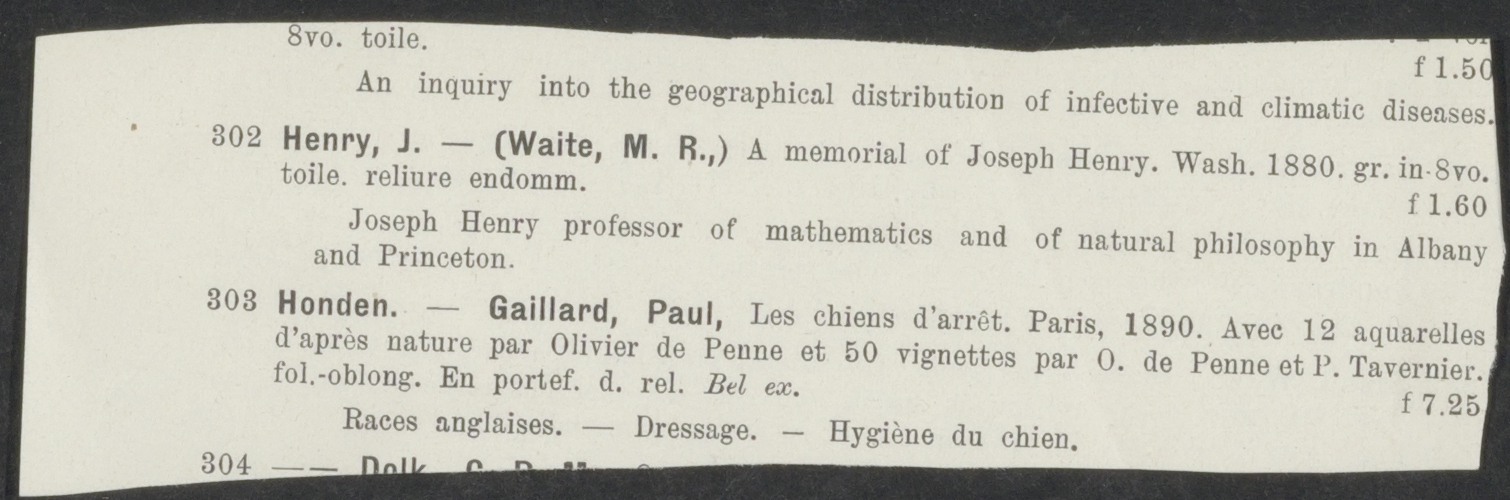 8vo. toile.
f 1.50
An inquiry into the geographical distribution of infective and climatic diseases.
302 Henry, J. — (Waite, M. R.,) A memorial of Joseph Henry. Wash. 1880. gr. in-8vo.
toile. reliure endomm.
f 1.60
Joseph Henry professor of mathematics and of natural philosophy in Albany
and Princeton.
303 Honden. — Gaillard, Paul, Les chiens d'arrêt. Paris, 1890. Avec 12 aquarelles
d'après nature par Olivier de Penne et 50 vignettes par O. de Penne et P. Tavernier.
fol.-oblong. En portef. d. rel. Bel ex.
f 7.25
Races anglaises. — Dressage. — Hygiène du chien.
304 ——